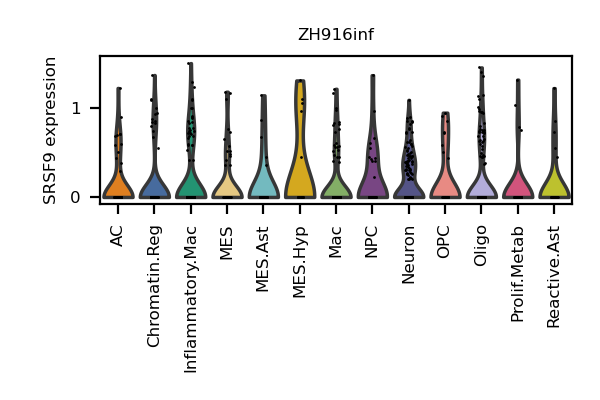 ZH916inf
SRSF9 expression
1
0
AC
Chromatin.Reg
Inflammatory.Mac
MES
MES.Ast
MES.Hyp
Mac
NPC
Neuron
OPC
Oligo
Prolif.Metab
Reactive.Ast